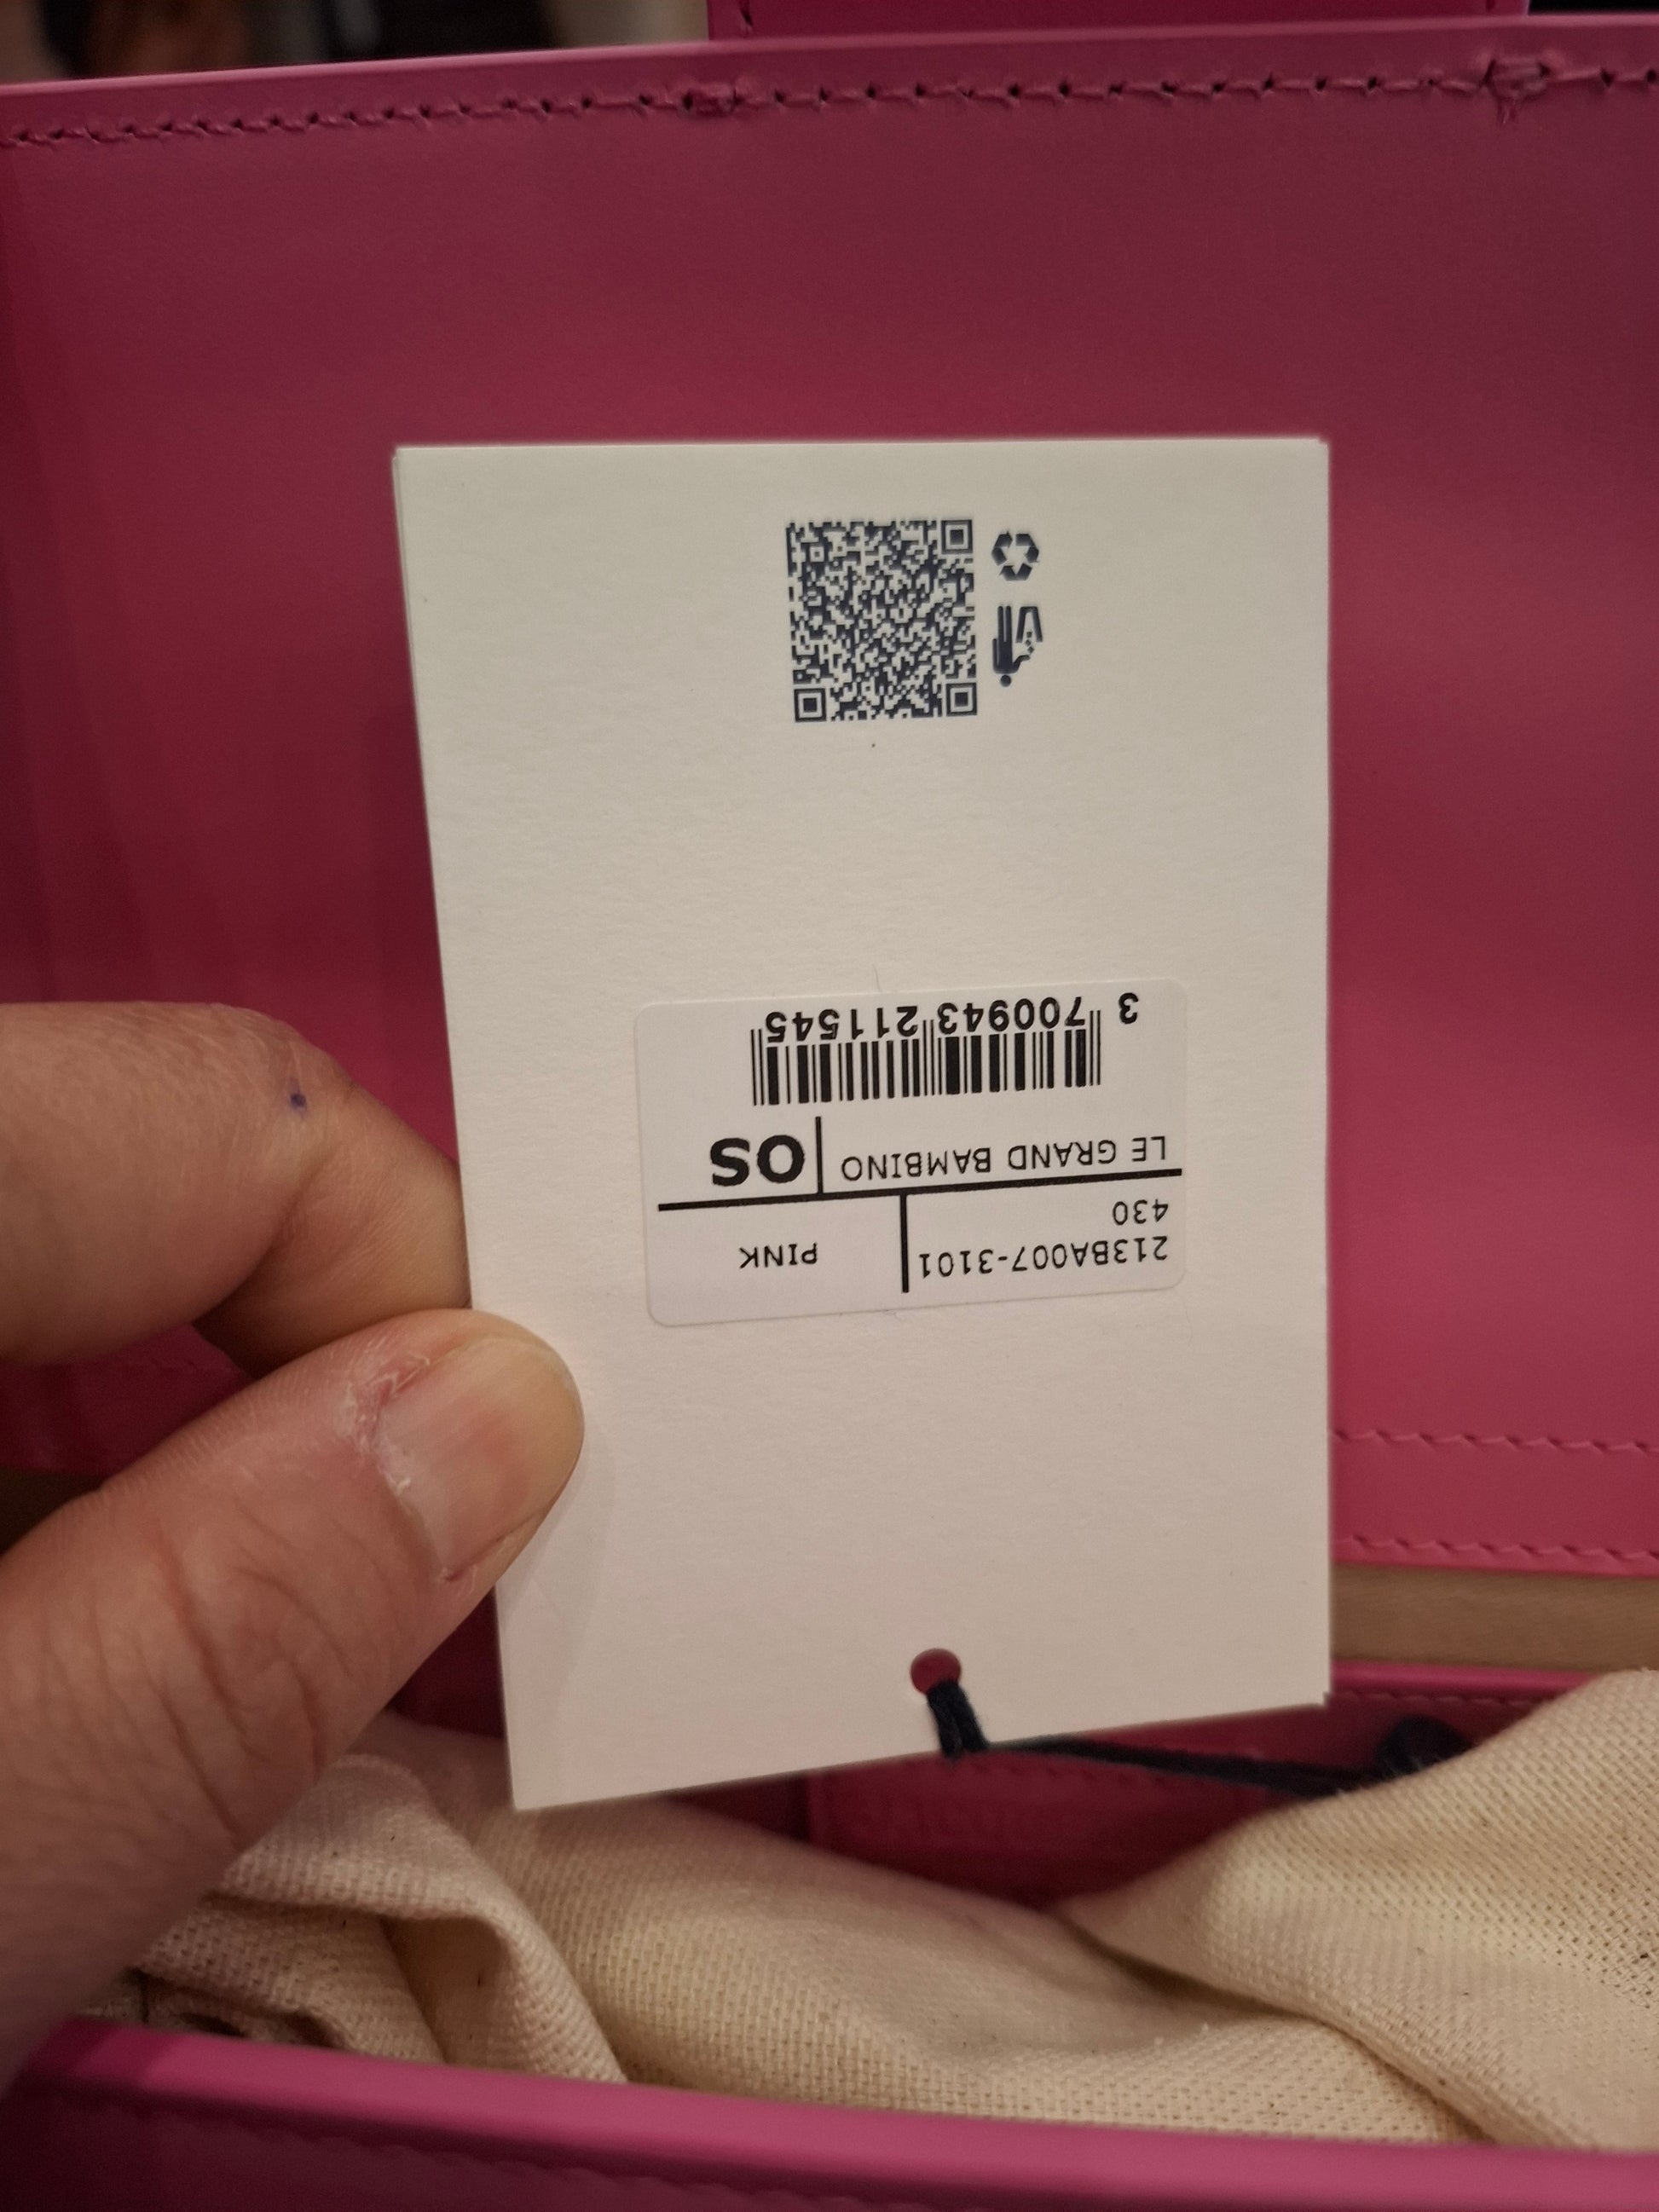 213BA007-3101
430
PINK
LE GRAND BAMBINO
OS
3 700943 211545